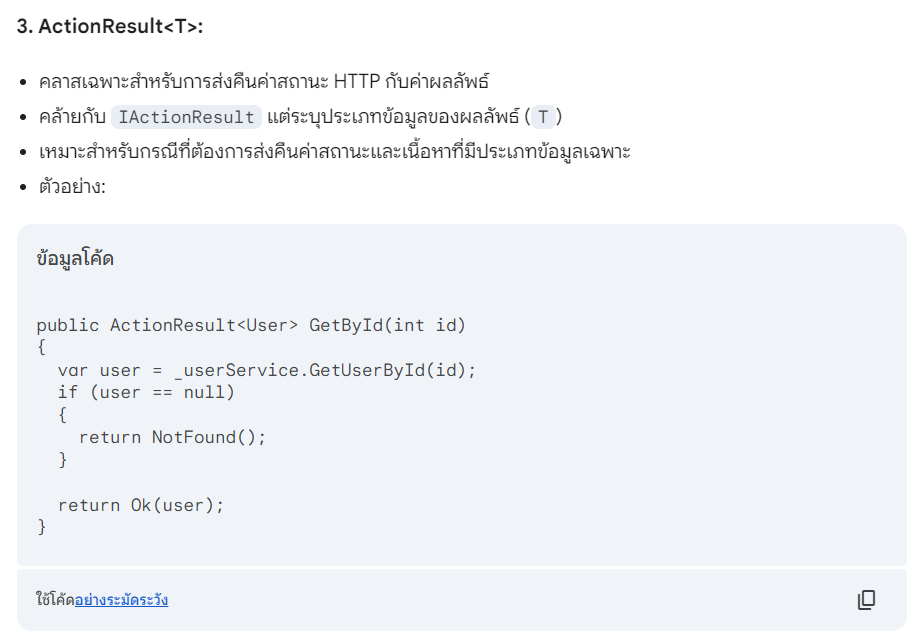 3. ActionResult<T>:
• คลาสเฉพาะสำหรับการส่งคืนค่าสถานะ HTTP กับค่าผลลัพธ์
• คล้ายกับ IActionResult แต่ระบุประเภทข้อมูลของผลลัพธ์ ( T )
• เหมาะสำหรับกรณีที่ต้องการส่งคืนค่าสถานะและเนื้อหาที่มีประเภทข้อมูลเฉพาะ
• ตัวอย่าง:
ข้อมูลโค้ด
public ActionResult<User> GetById(int id)
{
  var user = _userService.GetUserById(id);
  if (user == null)
  {
    return NotFound();
  }
  return Ok(user);
}
ใช้โค้ดอย่างระมัดระวัง